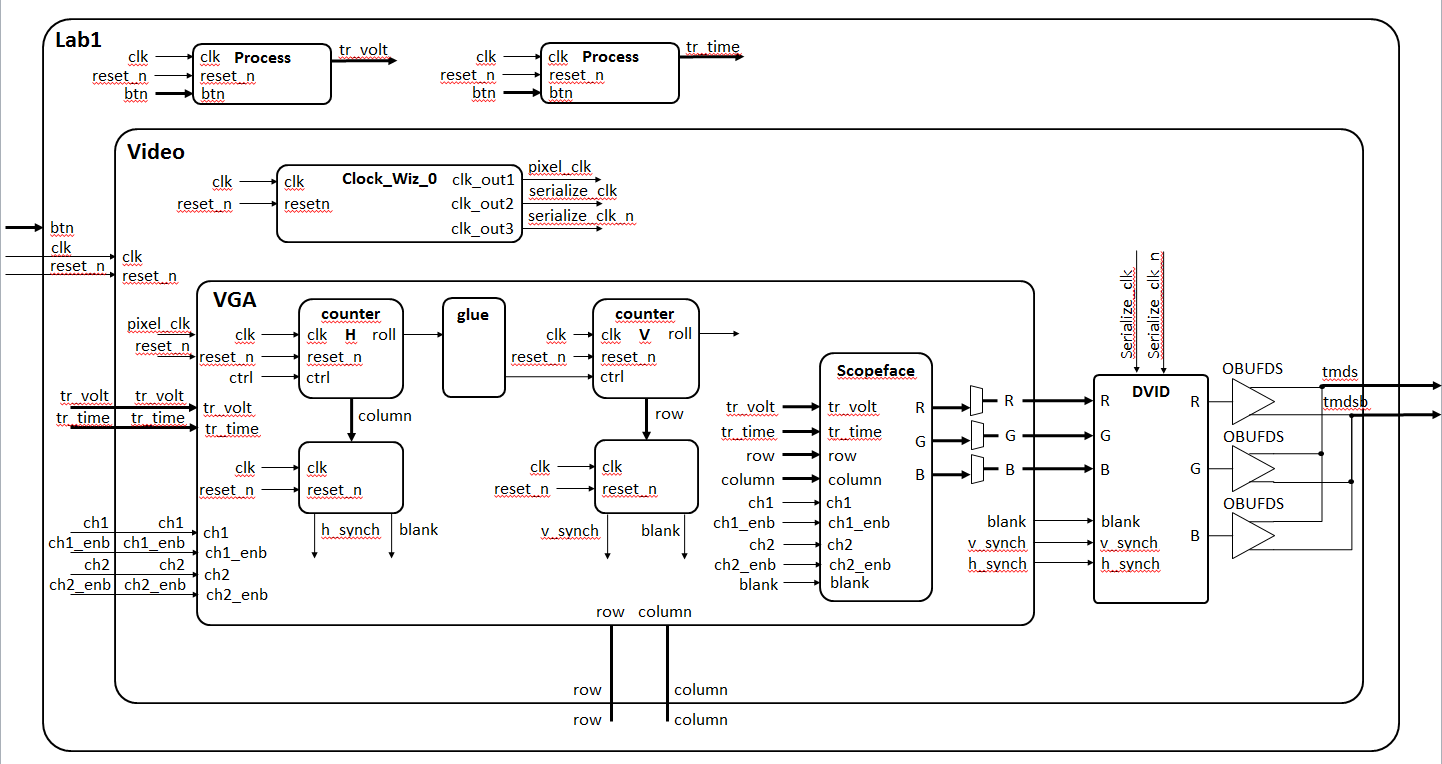 Lab1
clk
reset_n
btn
clk Process
reset_n
btn
tr_volt
clk
reset_n
btn
clk Process
reset_n
btn
tr_time
Video
clk
reset_n
clk Clock_Wiz_0 clk_out1
resetn clk_out2
clk_out3
pixel_clk
serialize_clk
serialize_clk_n
btn
clk
reset_n
clk
reset_n
VGA
pixel_clk
reset_n
tr_volt tr_volt tr_volt
tr_time tr_time tr_time
ch1 ch1 ch1
ch1_enb ch1_enb ch1_enb
ch2 ch2 ch2
ch2_enb ch2_enb ch2_enb
clk
reset_n
ctrl
counter
clk H roll
reset_n
ctrl
column
clk
reset_n
clk
reset_n
h_synch blank
glue
clk
reset_n
counter
clk V roll
reset_n
ctrl
row
clk
reset_n
clk
reset_n
v_synch blank
Scopeface
tr_volt tr_volt
tr_time tr_time
row row
column column
ch1 ch1
ch1_enb ch1_enb
ch2 ch2
ch2_enb ch2_enb
blank blank
R R
G G
B B
blank
v_synch
h_synch
Serialize_clk
Serialize_clk_n
DVID
R R
G G
B B
blank
v_synch
h_synch
OBUFDS
OBUFDS
OBUFDS
tmds
tmdsb
row column
row column
row column